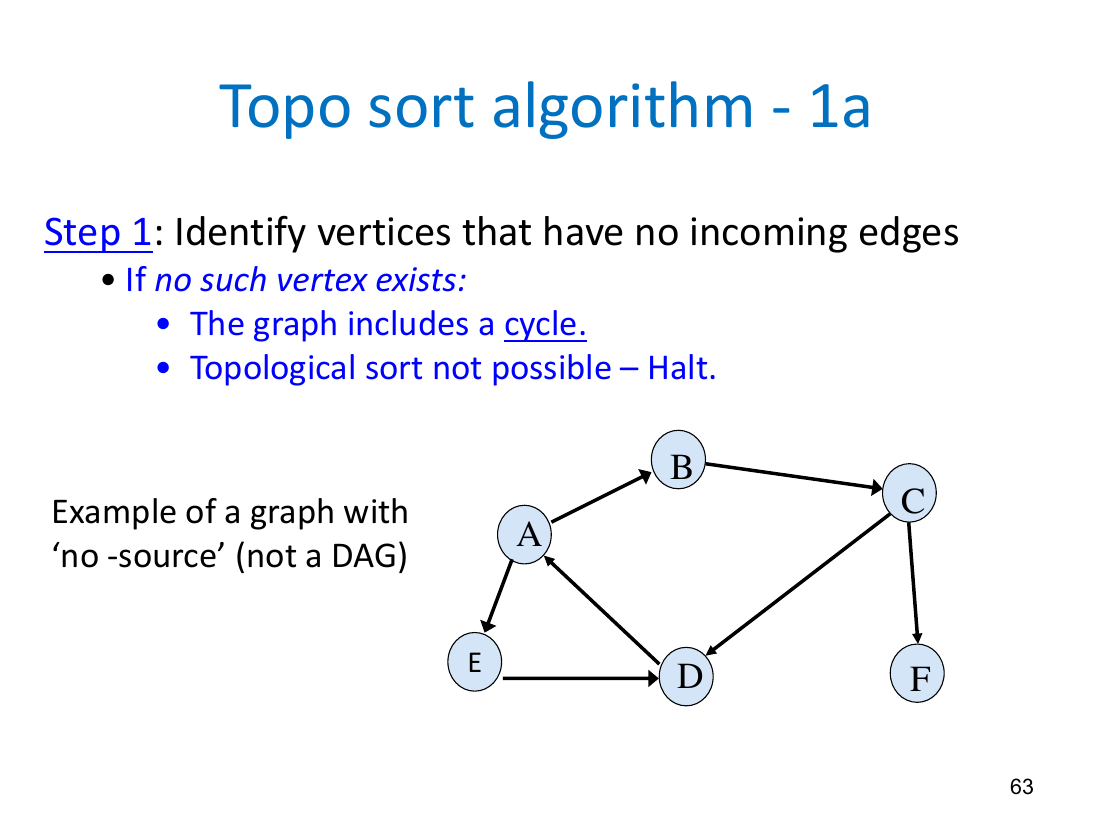 Topo sort algorithm - 1a
Step 1: Identify vertices that have no incoming edges
• If no such vertex exists:
• The graph includes a cycle.
• Topological sort not possible – Halt.
Example of a graph with
‘no -source’ (not a DAG)
B
C
A
E
D
F
63